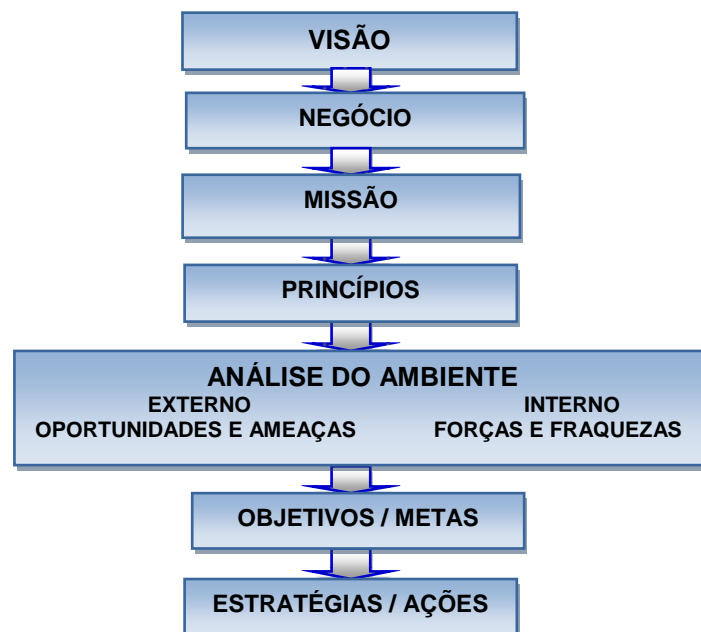 VISÃO
NEGÓCIO
MISSÃO
PRINCÍPIOS
ANÁLISE DO AMBIENTE
EXTERNO INTERNO
OPORTUNIDADES E AMEAÇAS FORÇAS E FRAQUEZAS
OBJETIVOS / METAS
ESTRATÉGIAS / AÇÕES